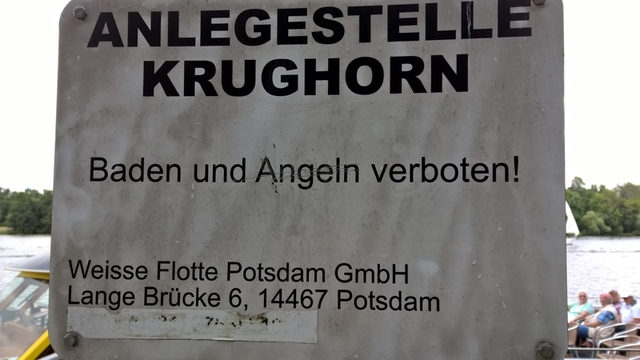 ANLEGESTELLE
KRUGHORN
Baden und Angeln verboten!
Weisse Flotte Potsdam GmbH
Lange Brücke 6, 14467 Potsdam